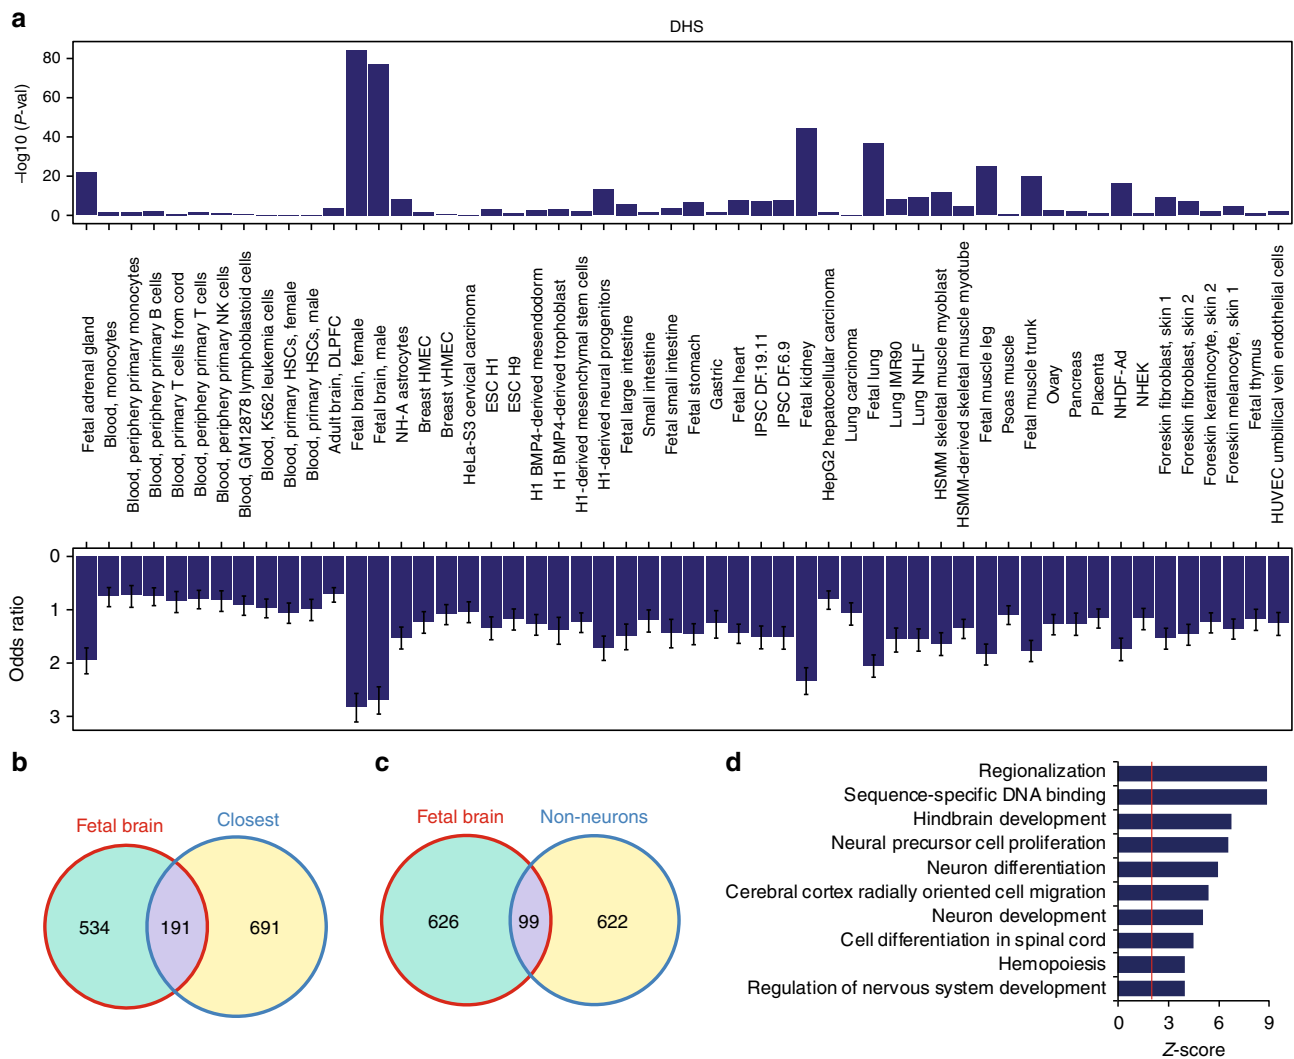 a
DHS
–log10 (P-val)
80
60
40
20
0
Fetal adrenal gland
Blood, monocytes
Blood, periphery primary monocytes
Blood, periphery primary B cells
Blood, primary T cells from cord
Blood, periphery primary T cells
Blood, periphery primary NK cells
Blood, GM12878 lymphoblastoid cells
Blood, K562 leukemia cells
Blood, primary HSCs, female
Blood, primary HSCs, male
Adult brain, DLPFC
Fetal brain, female
Fetal brain, male
NH-A astrocytes
Breast HMEC
Breast vHMEC
HeLa-S3 cervical carcinoma
ESC H1
ESC H9
H1 BMP4-derived mesendodorm
H1 BMP4-derived trophoblast
H1-derived mesenchymal stem cells
H1-derived neural progenitors
Fetal large intestine
Small intestine
Fetal small intestine
Fetal stomach
Gastric
Fetal heart
IPSC DF.19.11
IPSC DF.6.9
Fetal kidney
HepG2 hepatocellular carcinoma
Lung carcinoma
Fetal lung
Lung IMR90
Lung NHLF
HSMM skeletal muscle myoblast
HSMM-derived skeletal muscle myotube
Fetal muscle leg
Psoas muscle
Fetal muscle trunk
Ovary
Pancreas
Placenta
NHDF-Ad
NHEK
Foreskin fibroblast, skin 1
Foreskin fibroblast, skin 2
Foreskin keratinocyte, skin 2
Foreskin melanocyte, skin 1
Fetal thymus
HUVEC umbillical vein endothelial cells
Odds ratio
0
1
2
3
b
Fetal brain
Closest
534
191
691
c
Fetal brain
Non-neurons
626
99
622
d
Regionalization
Sequence-specific DNA binding
Hindbrain development
Neural precursor cell proliferation
Neuron differentiation
Cerebral cortex radially oriented cell migration
Neuron development
Cell differentiation in spinal cord
Hemopoiesis
Regulation of nervous system development
0 3 6 9
Z-score